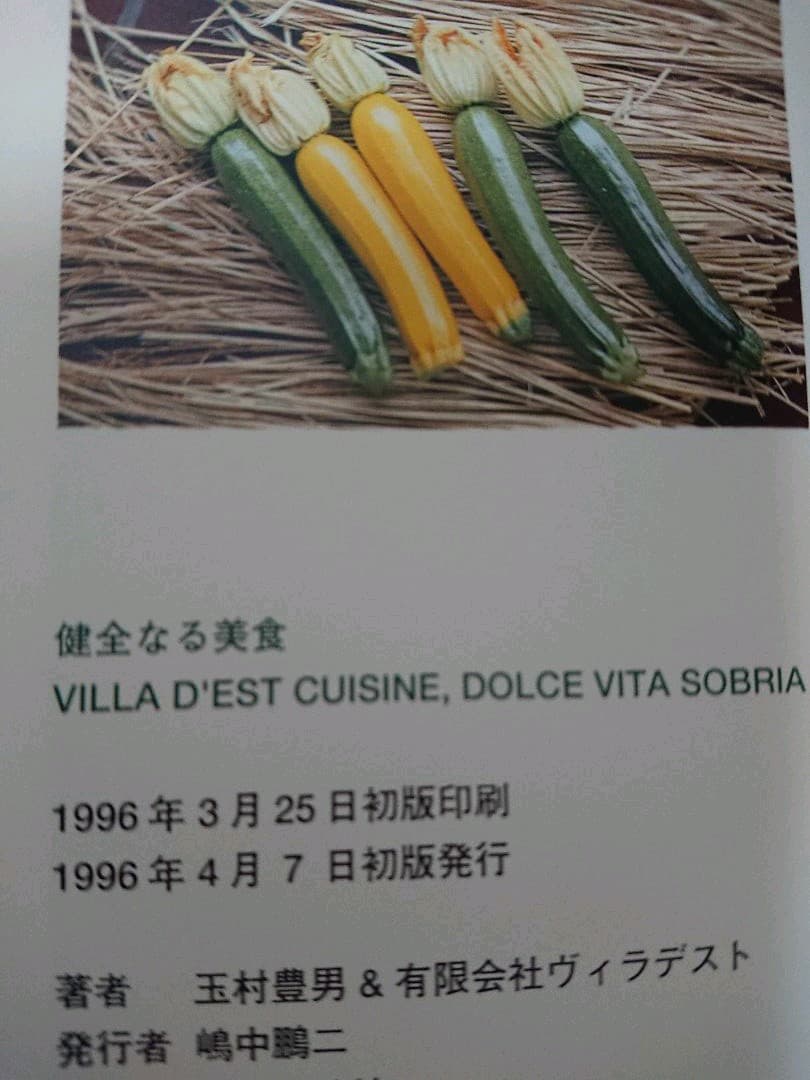 健全なる美食
VILLA D'EST CUISINE, DOLCE VITA SOBRIA
1996年3月25日初版印刷
1996年4月7日初版発行
著者 玉村豊男 & 有限会社ヴィラデスト
発行者 嶋中鵬二